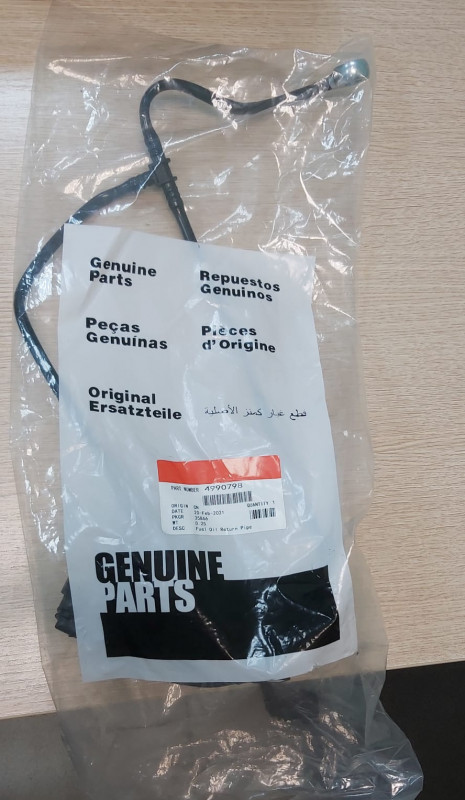 Genuine
Parts
Repuestos
Genuinos
Peças
Genuínas
Pièces
d'Origine
Original
Ersatzteile
قطع غيار كمنز الأصلية
PART NUMBER 4990798
ORIGIN
QUANTITY 1
DATE 25-Feb-2021
PKGR
WT 0.35
DESC Fuel Oil Return Pipe
GENUINE
PARTS